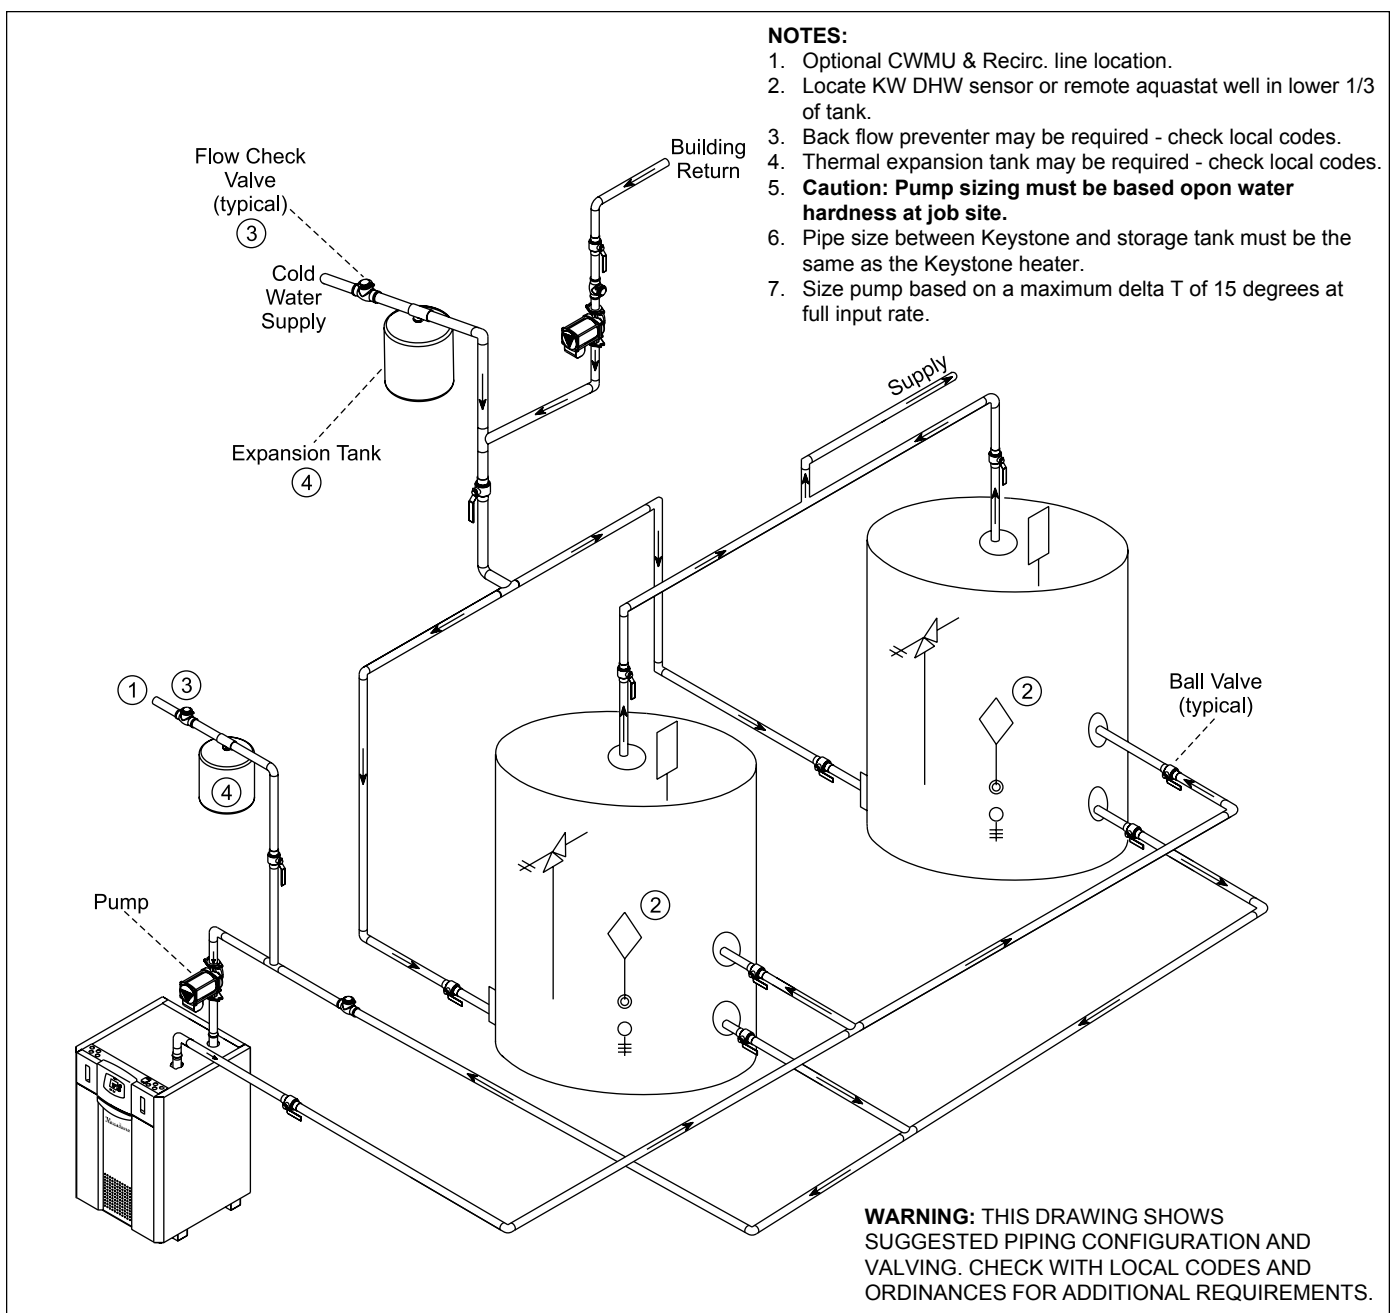 NOTES:
1. Optional CWMU & Recirc. line location.
2. Locate KW DHW sensor or remote aquastat well in lower 1/3
of tank.
3. Back flow preventer may be required - check local codes.
4. Thermal expansion tank may be required - check local codes.
5. Caution: Pump sizing must be based opon water
hardness at job site.
6. Pipe size between Keystone and storage tank must be the
same as the Keystone heater.
7. Size pump based on a maximum delta T of 15 degrees at
full input rate.
Building
Return
Flow Check
Valve
(typical)
3
Cold
Water
Supply
Expansion Tank
4
Supply
1
3
4
2
Ball Valve
(typical)
2
Pump
WARNING: THIS DRAWING SHOWS
SUGGESTED PIPING CONFIGURATION AND
VALVING. CHECK WITH LOCAL CODES AND
ORDINANCES FOR ADDITIONAL REQUIREMENTS.